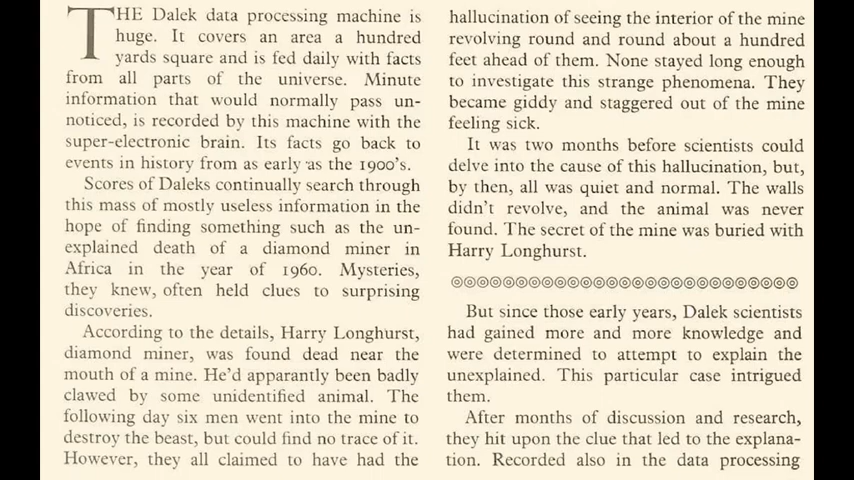 THE Dalek data processing machine is
huge. It covers an area a hundred
yards square and is fed daily with facts
from all parts of the universe. Minute
information that would normally pass un-
noticed, is recorded by this machine with the
super-electronic brain. Its facts go back to
events in history from as early as the 1900's.
Scores of Daleks continually search through
this mass of mostly useless information in the
hope of finding something such as the un-
explained death of a diamond miner in
Africa in the year of 1960. Mysteries,
they knew, often held clues to surprising
discoveries.
According to the details, Harry Longhurst,
diamond miner, was found dead near the
mouth of a mine. He'd apparantly been badly
clawed by some unidentified animal. The
following day six men went into the mine to
destroy the beast, but could find no trace of it.
However, they all claimed to have had the
hallucination of seeing the interior of the mine
revolving round and round about a hundred
feet ahead of them. None stayed long enough
to investigate this strange phenomena. They
became giddy and staggered out of the mine
feeling sick.
It was two months before scientists could
delve into the cause of this hallucination, but,
by then, all was quiet and normal. The walls
didn't revolve, and the animal was never
found. The secret of the mine was buried with
Harry Longhurst.
But since those early years, Dalek scientists
had gained more and more knowledge and
were determined to attempt to explain the
unexplained. This particular case intrigued
them.
After months of discussion and research,
they hit upon the clue that led to the explana-
tion. Recorded also in the data processing